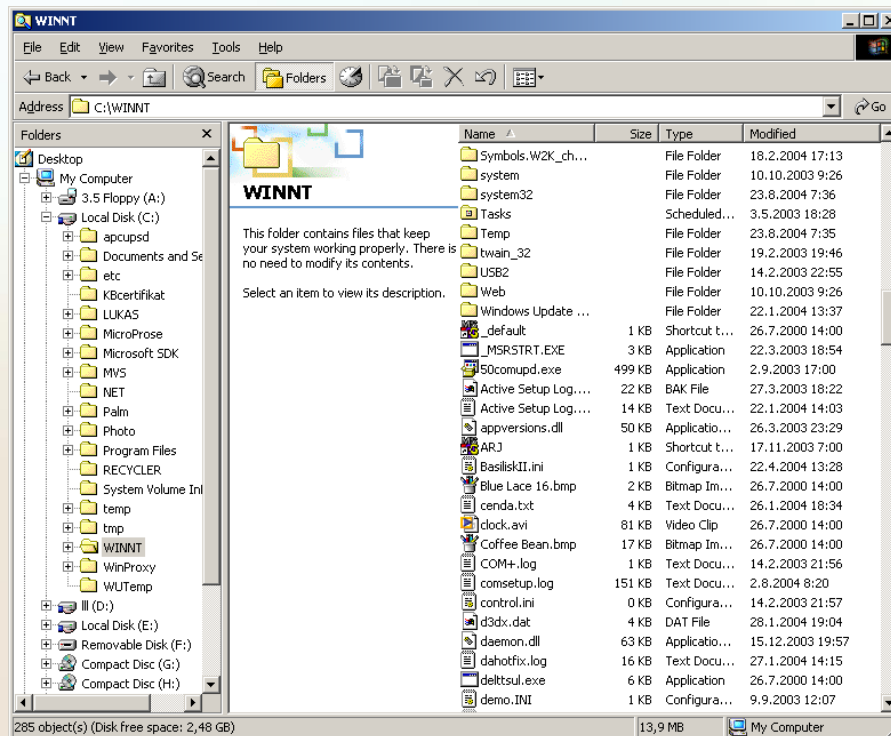 WINNT
File Edit View Favorites Tools Help
Back Search Folders
Address C:\WINNT Go
Folders
Desktop
My Computer
3.5 Floppy (A:)
Local Disk (C:)
apcupsd
Documents and Se
etc
KBcertifikat
LUKAS
MicroProse
Microsoft SDK
MVS
NET
Palm
Photo
Program Files
RECYCLER
System Volume Inf
temp
tmp
WINNT
WinProxy
WUTemp
lll (D:)
Local Disk (E:)
Removable Disk (F:)
Compact Disc (G:)
Compact Disc (H:)
WINNT
This folder contains files that keep
your system working properly. There is
no need to modify its contents.
Select an item to view its description.
Name Size Type Modified
Symbols.W2K_ch... File Folder 18.2.2004 17:13
system File Folder 10.10.2003 9:26
system32 File Folder 23.8.2004 7:36
Tasks Scheduled... 3.5.2003 18:28
Temp File Folder 23.8.2004 7:35
twain_32 File Folder 19.2.2003 19:46
USB2 File Folder 14.2.2003 22:55
Web File Folder 10.10.2003 9:26
Windows Update ... File Folder 22.1.2004 13:37
_default 1 KB Shortcut t... 26.7.2000 14:00
_MSRSTRT.EXE 3 KB Application 22.3.2003 18:54
50comupd.exe 499 KB Application 2.9.2003 17:00
Active Setup Log.... 22 KB BAK File 27.3.2003 18:22
Active Setup Log.... 14 KB Text Docu... 22.1.2004 14:03
appversions.dll 50 KB Applicatio... 26.3.2003 23:29
ARJ 1 KB Shortcut t... 17.11.2003 7:00
BasiliskII.ini 1 KB Configura... 22.4.2004 13:28
Blue Lace 16.bmp 2 KB Bitmap Im... 26.7.2000 14:00
cenda.txt 4 KB Text Docu... 26.1.2004 18:34
clock.avi 81 KB Video Clip 26.7.2000 14:00
Coffee Bean.bmp 17 KB Bitmap Im... 26.7.2000 14:00
COM+.log 1 KB Text Docu... 14.2.2003 21:56
comsetup.log 151 KB Text Docu... 2.8.2004 8:20
control.ini 0 KB Configura... 14.2.2003 21:57
d3dx.dat 4 KB DAT File 28.1.2004 19:04
daemon.dll 63 KB Applicatio... 15.12.2003 19:57
dahotfix.log 16 KB Text Docu... 27.1.2004 14:15
delttsul.exe 6 KB Application 26.7.2000 14:00
demo.INI 1 KB Configura... 9.9.2003 12:07
285 object(s) (Disk free space: 2,48 GB) 13,9 MB My Computer